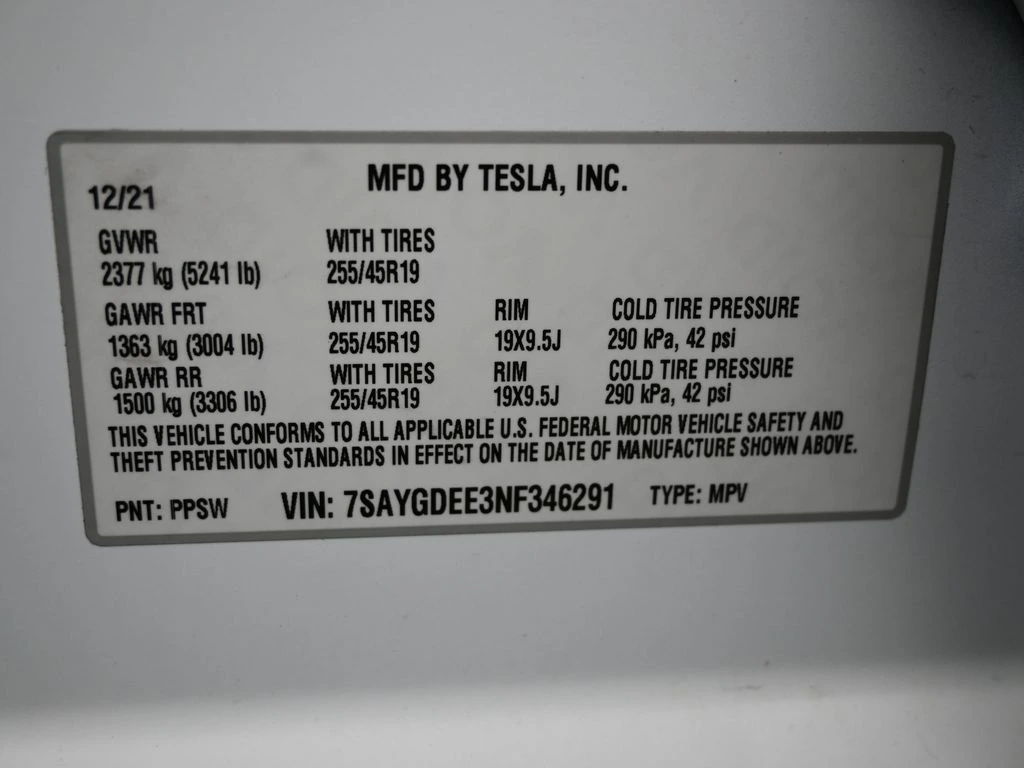 MFD BY TESLA, INC.
12/21
GVWR WITH TIRES
2377 kg (5241 lb) 255/45R19
GAWR FRT WITH TIRES RIM COLD TIRE PRESSURE
1363 kg (3004 lb) 255/45R19 19X9.5J 290 kPa, 42 psi
GAWR RR WITH TIRES RIM COLD TIRE PRESSURE
1500 kg (3306 lb) 255/45R19 19X9.5J 290 kPa, 42 psi
THIS VEHICLE CONFORMS TO ALL APPLICABLE U.S. FEDERAL MOTOR VEHICLE SAFETY AND
THEFT PREVENTION STANDARDS IN EFFECT ON THE DATE OF MANUFACTURE SHOWN ABOVE.
PNT: PPSW VIN: 7SAYGDEE3NF346291 TYPE: MPV